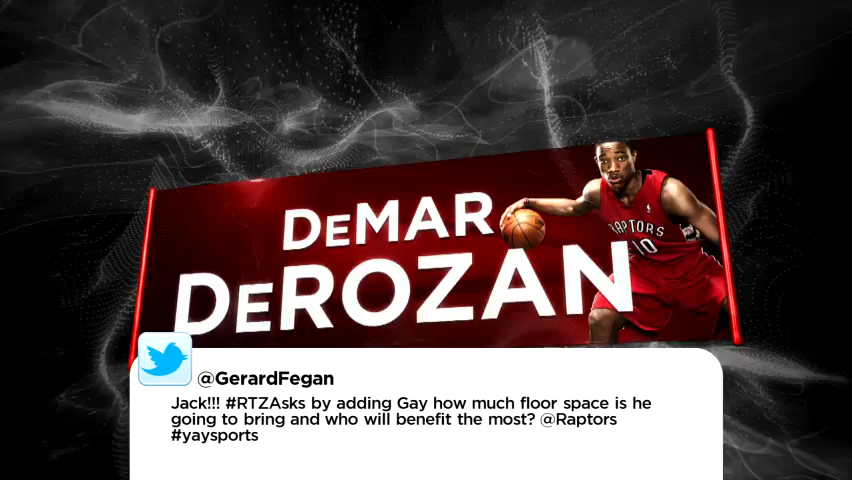 DeMAR
DeROZAN
RAPTORS
10
@GerardFegan
Jack!!! #RTZAsks by adding Gay how much floor space is he
going to bring and who will benefit the most? @Raptors
#yaysports